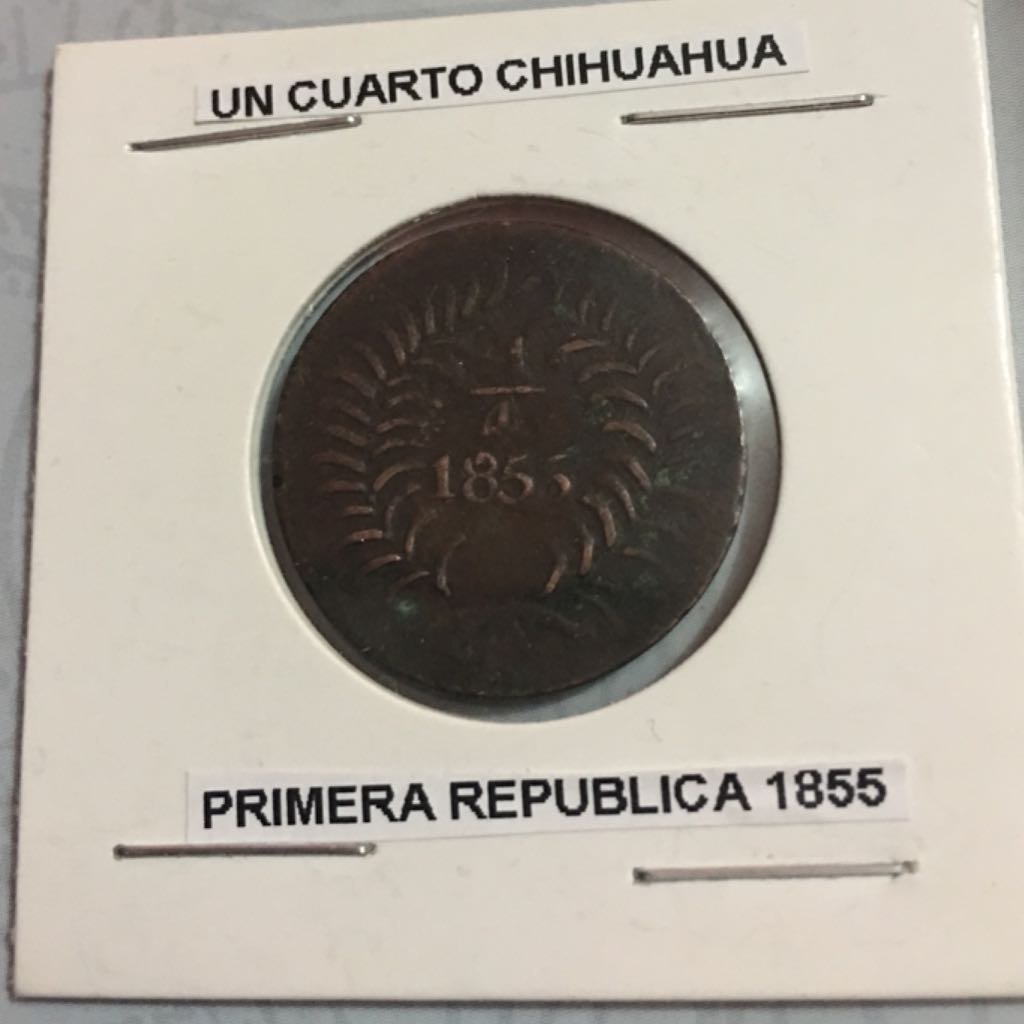 UN CUARTO CHIHUAHUA
1
4
1855
PRIMERA REPUBLICA 1855